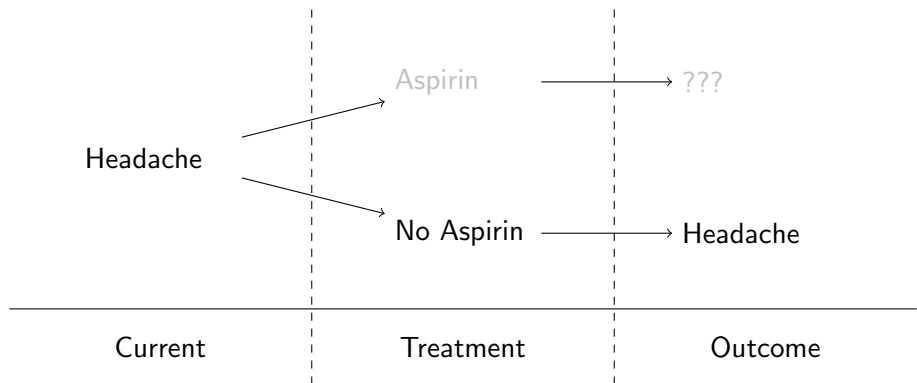 Aspirin
???
Headache
No Aspirin
Headache
Current
Treatment
Outcome